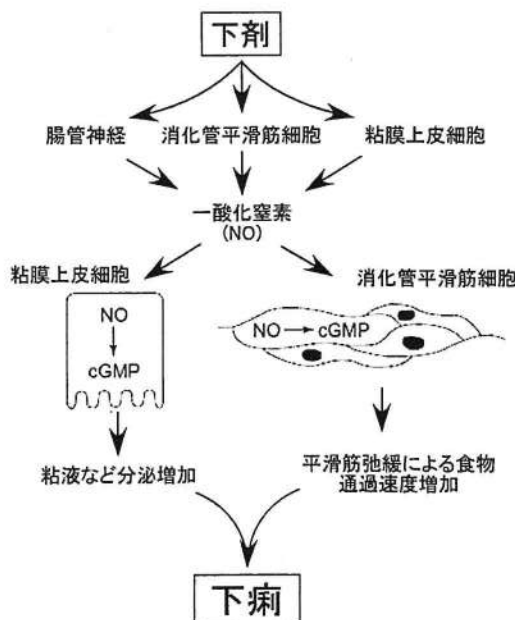 下剤
腸管神経 消化管平滑筋細胞 粘膜上皮細胞
一酸化窒素
(NO)
粘膜上皮細胞
消化管平滑筋細胞
NO
cGMP
NO cGMP
粘液など分泌増加
平滑筋弛緩による食物
通過速度増加
下痢